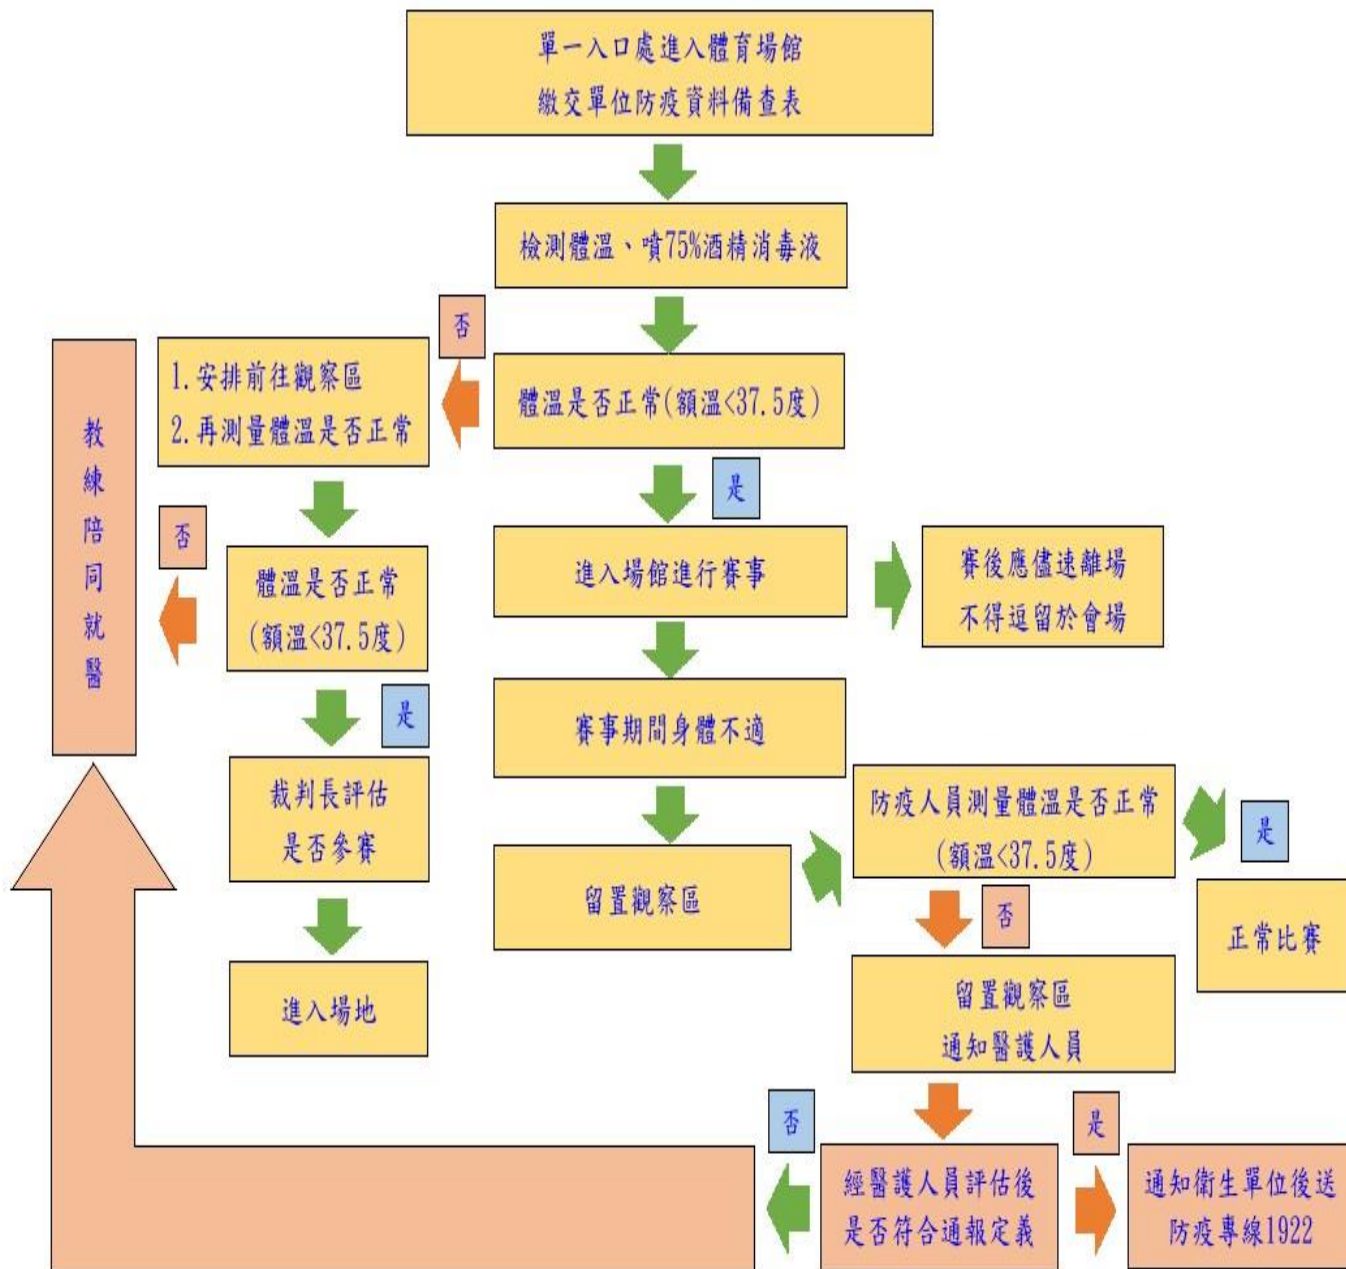 單一入口處進入體育場館
繳交單位防疫資料備查表
檢測體溫、噴75%酒精消毒液
否
1.安排前往觀察區
2.再測量體溫是否正常
體溫是否正常(額溫<37.5度)
是
教練陪同就醫
否
體溫是否正常
(額溫<37.5度)
進入場館進行賽事
賽後應儘速離場
不得逗留於會場
是
裁判長評估
是否參賽
進入場地
賽事期間身體不適
留置觀察區
防疫人員測量體溫是否正常
(額溫<37.5度)
是
正常比賽
否
留置觀察區
通知醫護人員
否
經醫護人員評估後
是否符合通報定義
是
通知衛生單位後送
防疫專線1922